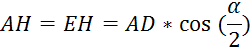 AH = EH = AD * cos (α/2)